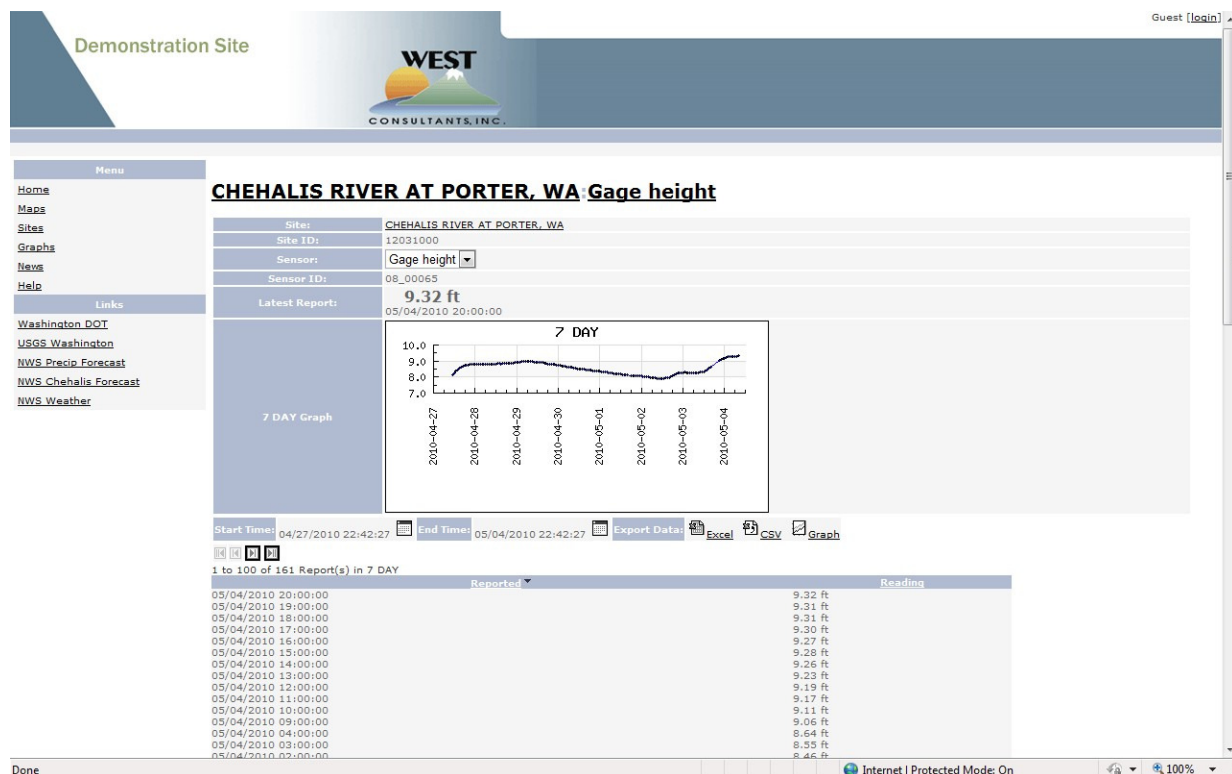 Guest [login]
Demonstration Site
WEST
CONSULTANTS, INC.
Menu
Home
Maps
Sites
Graphs
News
Help
Links
Washington DOT
USGS Washington
NWS Precip Forecast
NWS Chehalis Forecast
NWS Weather
CHEHALIS RIVER AT PORTER, WA:Gage height
Site: CHEHALIS RIVER AT PORTER, WA
Site ID: 12031000
Sensor: Gage height
Sensor ID: 08_00065
Latest Report: 9.32 ft
05/04/2010 20:00:00
7 DAY Graph
7 DAY
10.0
9.0
8.0
7.0
2010-04-27
2010-04-28
2010-04-29
2010-04-30
2010-05-01
2010-05-02
2010-05-03
2010-05-04
Start Time: 04/27/2010 22:42:27 End Time: 05/04/2010 22:42:27 Export Data: Excel CSV Graph
1 to 100 of 161 Report(s) in 7 DAY
Reported Reading
05/04/2010 20:00:00 9.32 ft
05/04/2010 19:00:00 9.31 ft
05/04/2010 18:00:00 9.31 ft
05/04/2010 17:00:00 9.30 ft
05/04/2010 16:00:00 9.27 ft
05/04/2010 15:00:00 9.28 ft
05/04/2010 14:00:00 9.26 ft
05/04/2010 13:00:00 9.23 ft
05/04/2010 12:00:00 9.19 ft
05/04/2010 11:00:00 9.17 ft
05/04/2010 10:00:00 9.11 ft
05/04/2010 09:00:00 9.06 ft
05/04/2010 04:00:00 8.64 ft
05/04/2010 03:00:00 8.55 ft
05/04/2010 02:00:00 8.46 ft
Done
Internet | Protected Mode: On
100%